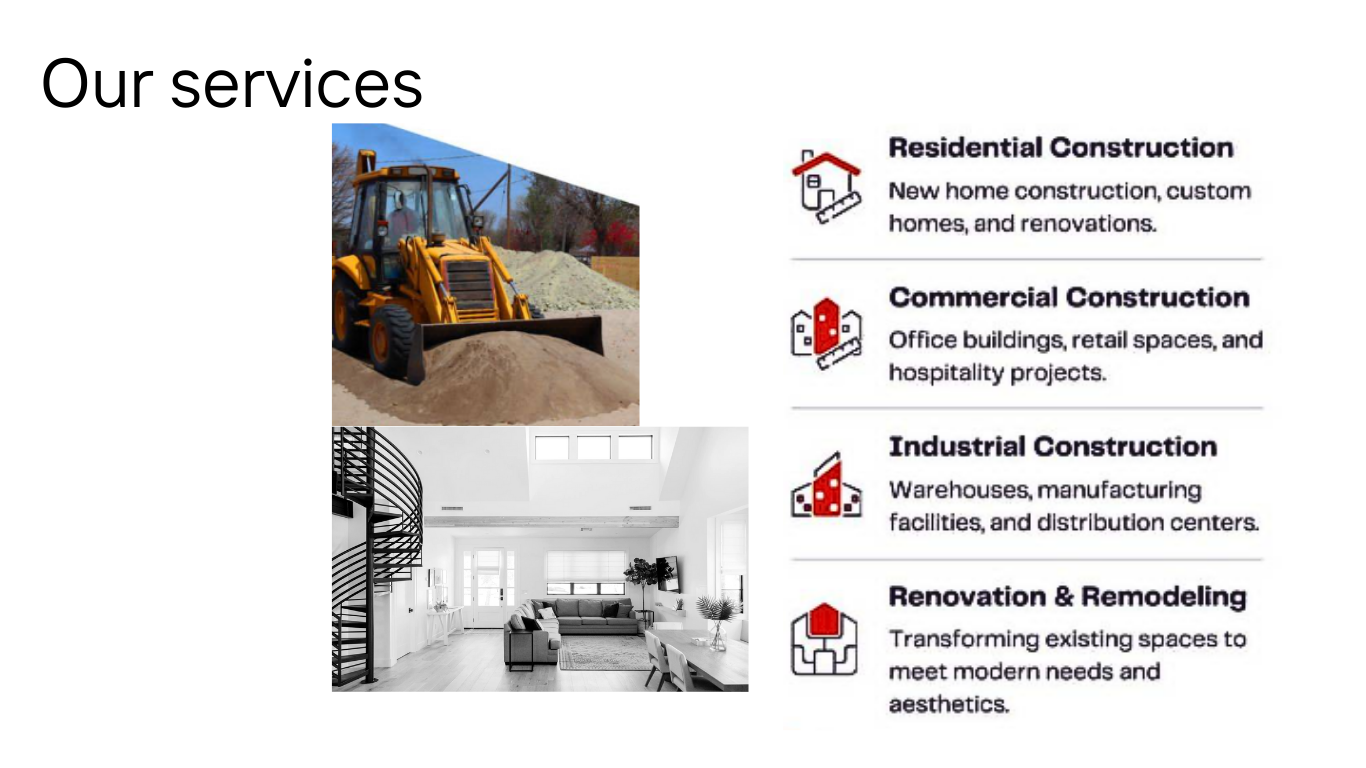 Our services
Residential Construction
New home construction, custom
homes, and renovations.
Commercial Construction
Office buildings, retail spaces, and
hospitality projects.
Industrial Construction
Warehouses, manufacturing
facilities, and distribution centers.
Renovation & Remodeling
Transforming existing spaces to
meet modern needs and
aesthetics.